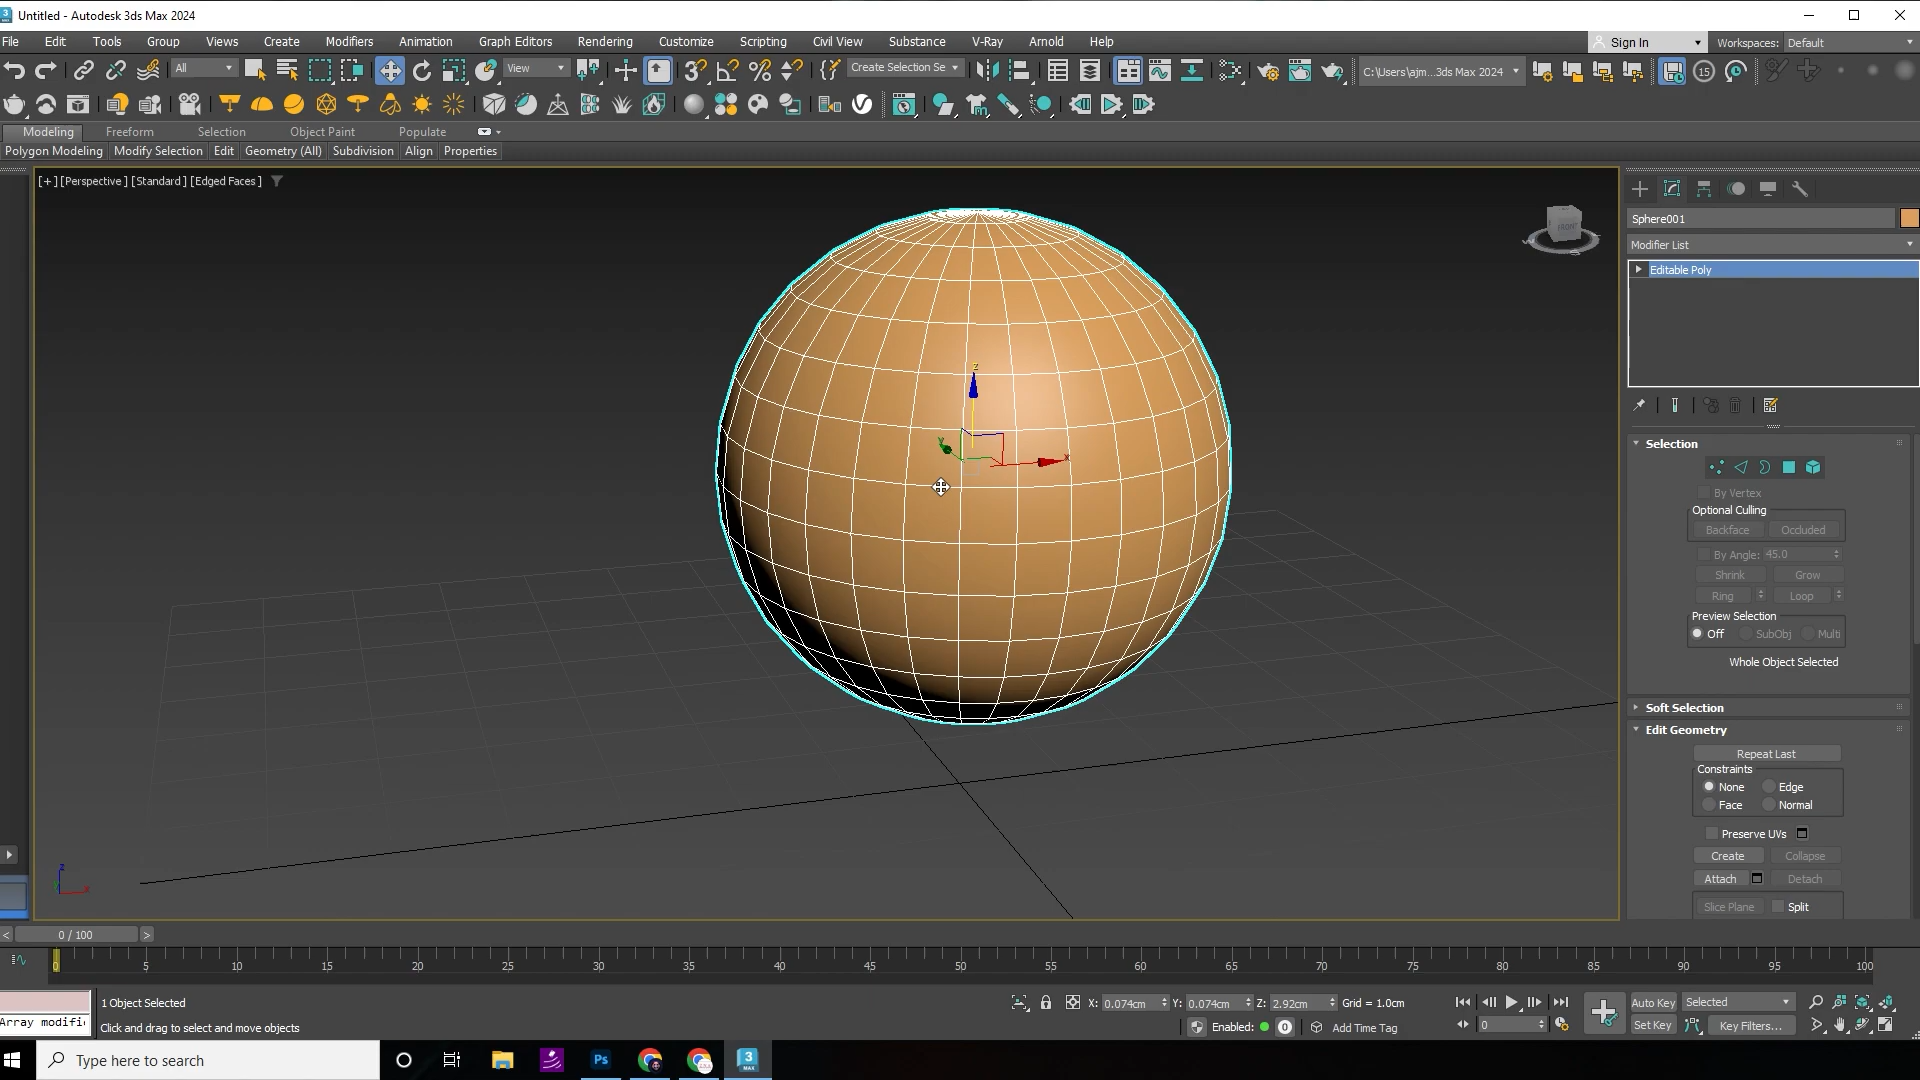 Untitled - Autodesk 3ds Max 2024
File Edit Tools Group Views Create Modifiers Animation Graph Editors Rendering Customize Scripting Civil View Substance V-Ray Arnold Help
Sign In Workspaces: Default
All View Create Selection Se C:\Users\ajm...3ds Max 2024 15
Modeling Freeform Selection Object Paint Populate
Polygon Modeling Modify Selection Edit Geometry (All) Subdivision Align Properties
[+] [Perspective] [Standard] [Edged Faces]
Sphere001
Modifier List
Editable Poly
Selection
By Vertex
Optional Culling
Backface Occluded
By Angle: 45.0
Shrink Grow
Ring Loop
Preview Selection
Off SubObj Multi
Whole Object Selected
Soft Selection
Edit Geometry
Repeat Last
Constraints
None Edge
Face Normal
Preserve UVs
Create Collapse
Attach Detach
Slice Plane Split
z
y
x
z
x
< 0 / 100 >
0 5 10 15 20 25 30 35 40 45 50 55 60 65 70 75 80 85 90 95 100
1 Object Selected
X: 0.074cm Y: 0.074cm Z: 2.92cm Grid = 1.0cm
Auto Key Selected
Array modifi
Click and drag to select and move objects
Enabled: 0 Add Time Tag
0 Set Key Key Filters...
Type here to search
Ps
3
MAX